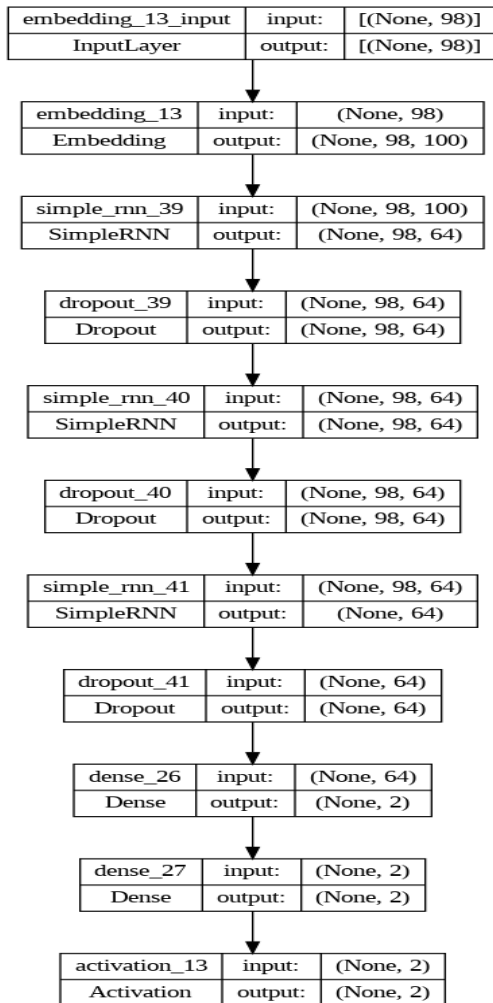 embedding_13_input input: [(None, 98)]
InputLayer output: [(None, 98)]
embedding_13 input: (None, 98)
Embedding output: (None, 98, 100)
simple_rnn_39 input: (None, 98, 100)
SimpleRNN output: (None, 98, 64)
dropout_39 input: (None, 98, 64)
Dropout output: (None, 98, 64)
simple_rnn_40 input: (None, 98, 64)
SimpleRNN output: (None, 98, 64)
dropout_40 input: (None, 98, 64)
Dropout output: (None, 98, 64)
simple_rnn_41 input: (None, 98, 64)
SimpleRNN output: (None, 64)
dropout_41 input: (None, 64)
Dropout output: (None, 64)
dense_26 input: (None, 64)
Dense output: (None, 2)
dense_27 input: (None, 2)
Dense output: (None, 2)
activation_13 input: (None, 2)
Activation output: (None, 2)